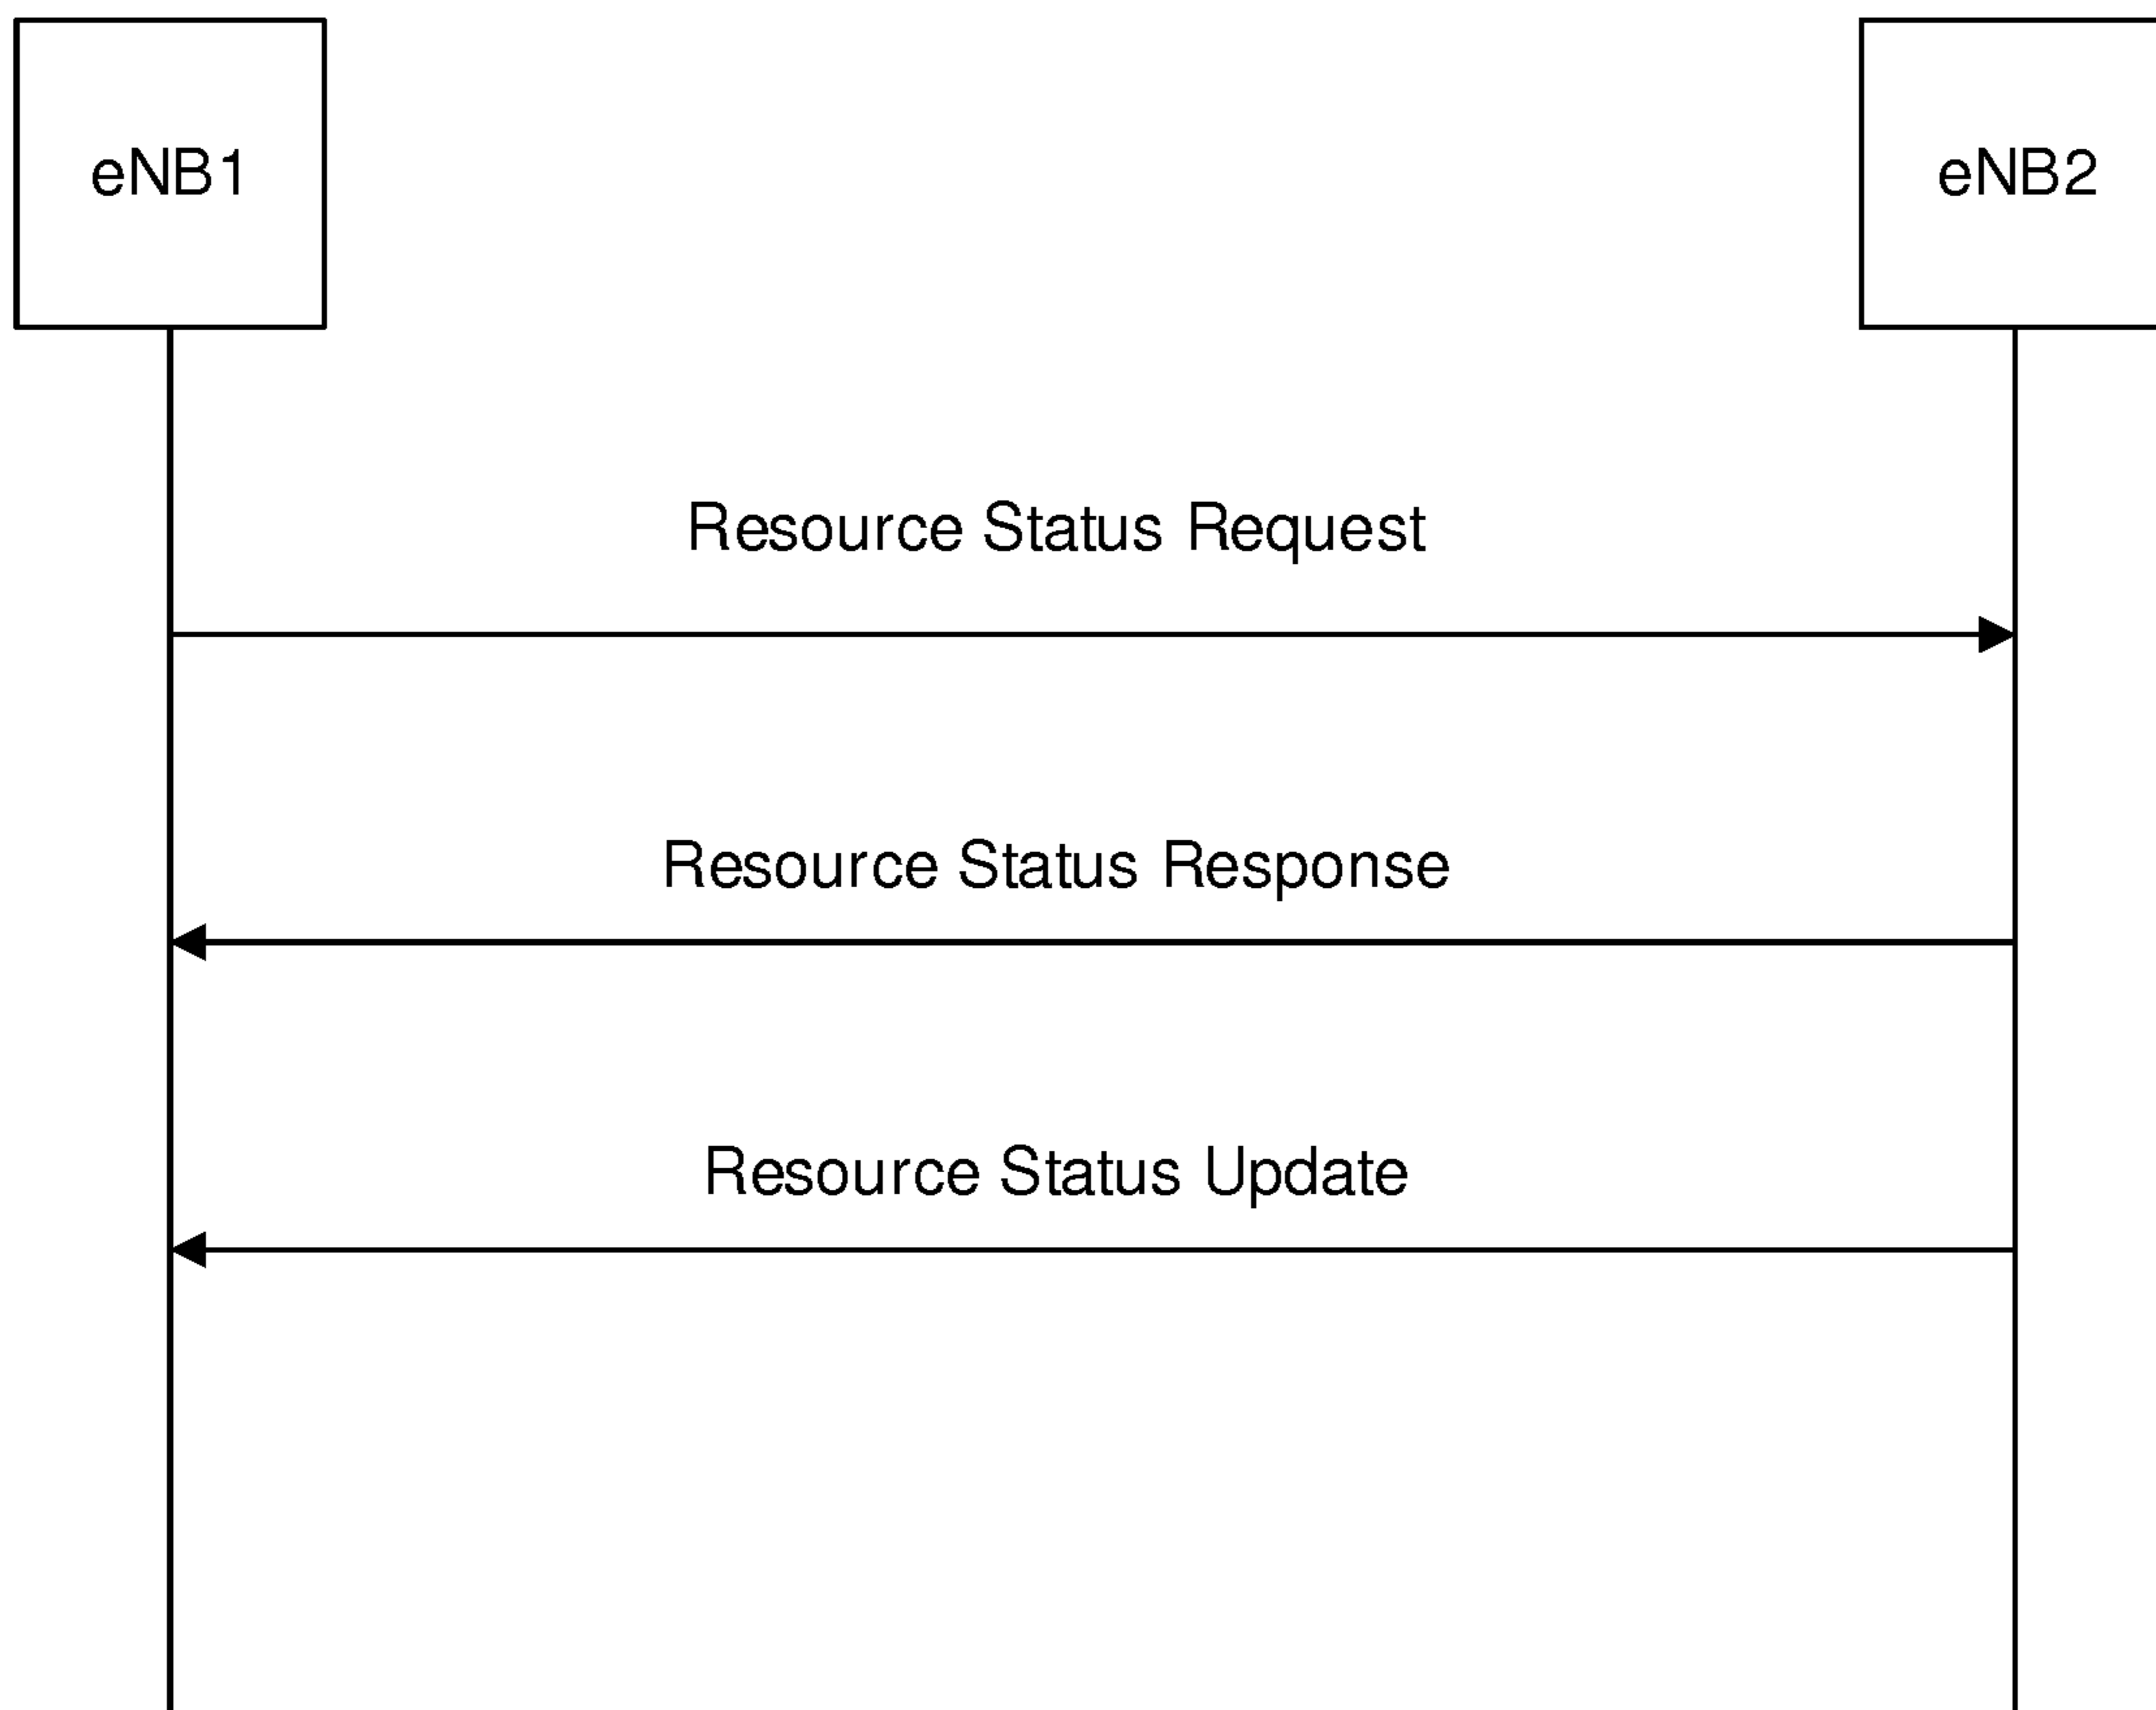 eNB1
eNB2
Resource Status Request
Resource Status Response
Resource Status Update